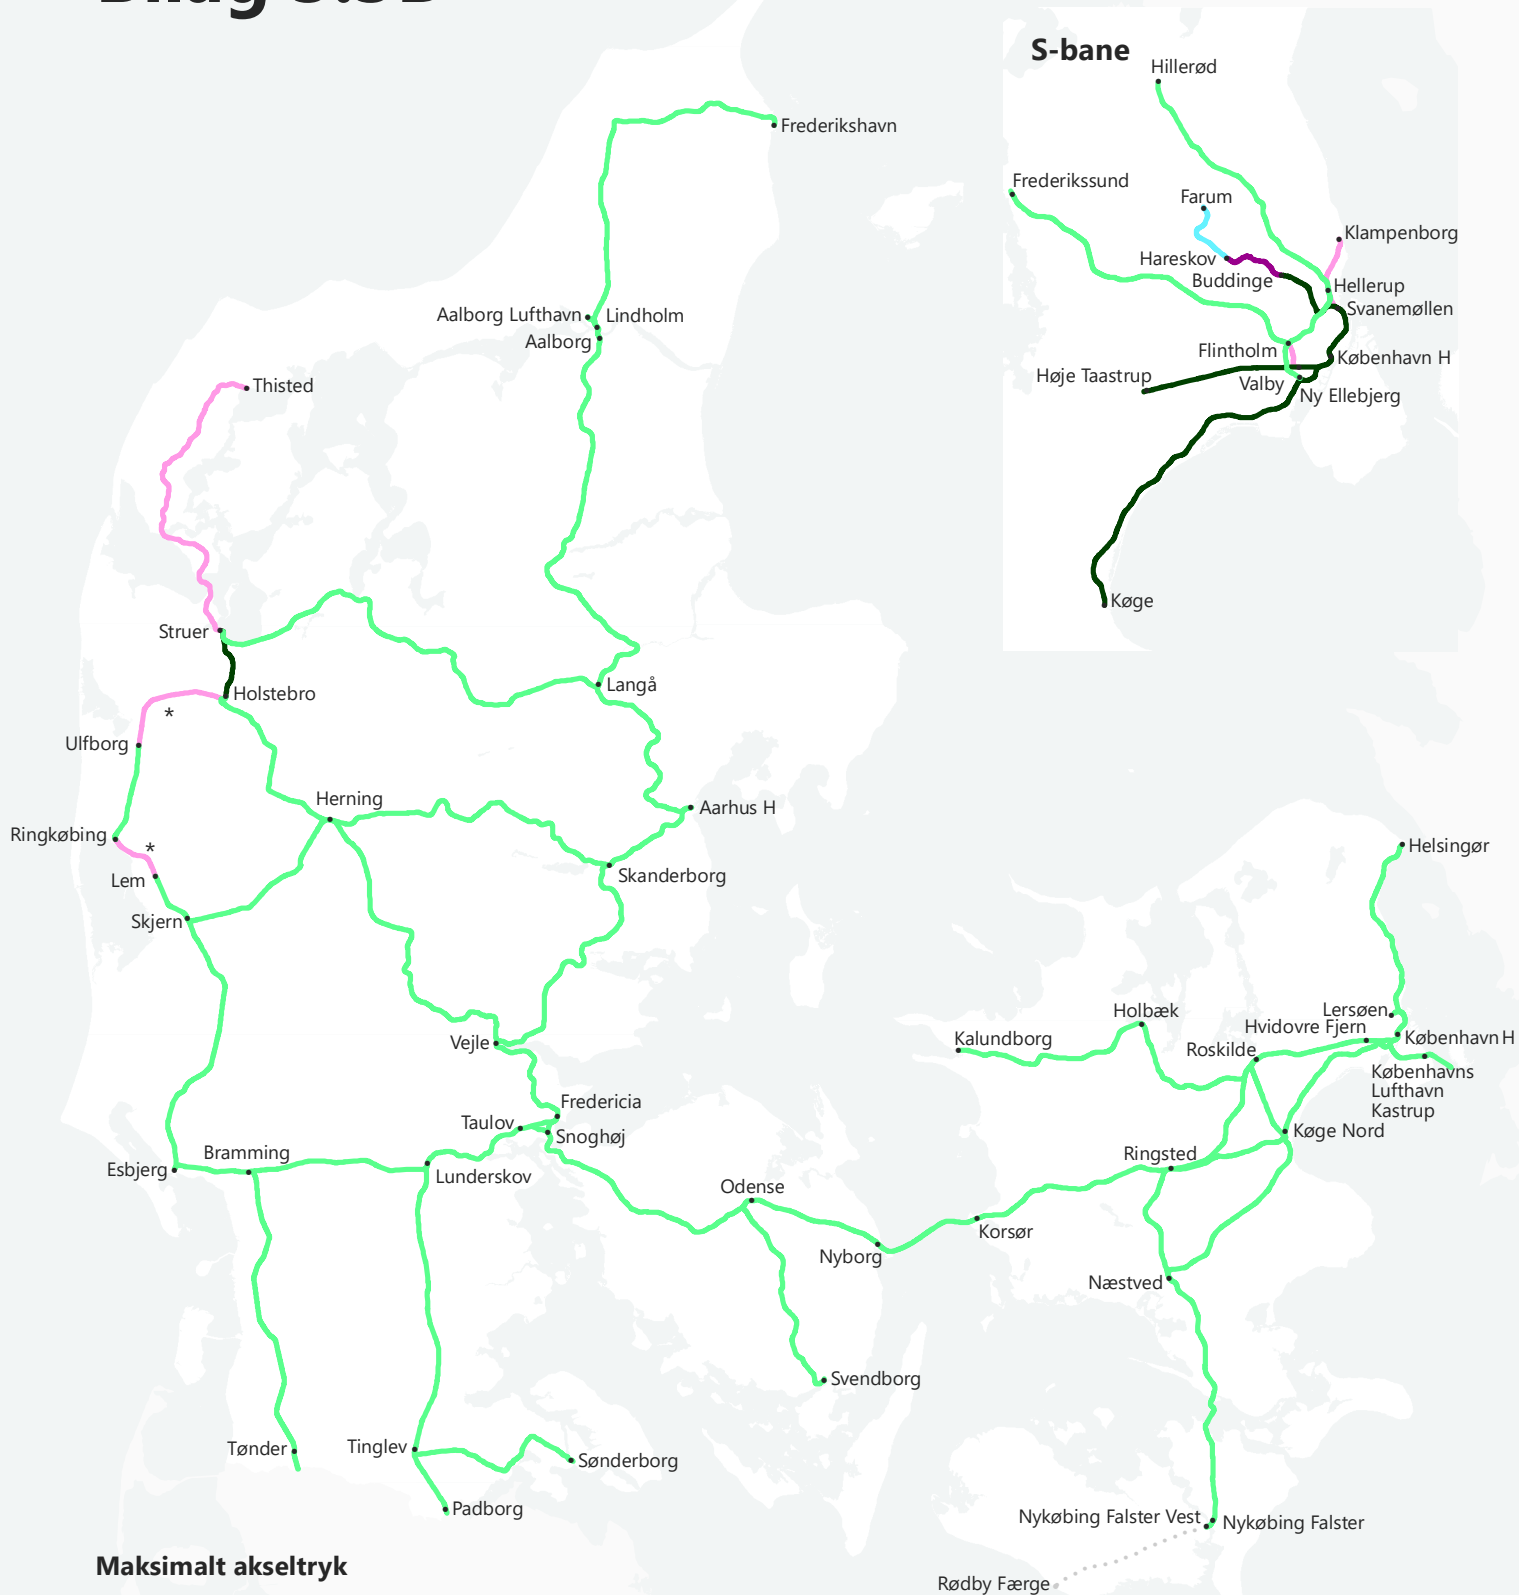 S-bane
Hillerød
Frederikssund
Farum
Klampenborg
Hareskov
Buddinge
Hellerup
Svanemøllen
Flintholm
København H
Høje Taastrup
Valby
Ny Ellebjerg
Køge
Frederikshavn
Aalborg Lufthavn
Lindholm
Aalborg
Thisted
Struer
Langå
Holstebro
*
Ulfborg
Herning
Aarhus H
Ringkøbing
*
Lem
Skanderborg
Skjern
Helsingør
Lersøen
Holbæk
Hvidovre Fjern
København H
Kalundborg
Roskilde
Københavns
Lufthavn
Kastrup
Vejle
Fredericia
Taulov
Snoghøj
Køge Nord
Bramming
Ringsted
Esbjerg
Lunderskov
Odense
Korsør
Nyborg
Næstved
Svendborg
Tønder
Tinglev
Sønderborg
Padborg
Nykøbing Falster Vest
Nykøbing Falster
Maksimalt akseltryk
Rødby Færge